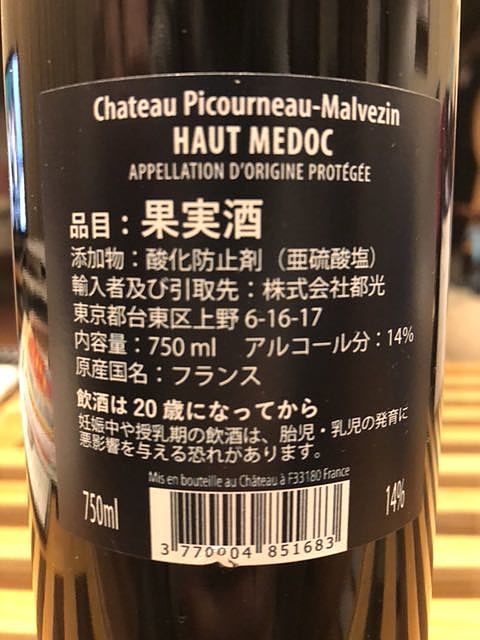 Chateau Picourneau-Malvezin
HAUT MEDOC
APPELLATION D'ORIGINE PROTÉGÉE
品目：果実酒
添加物：酸化防止剤（亜硫酸塩）
輸入者及び引取先：株式会社都光
東京都台東区上野 6-16-17
内容量：750 ml　アルコール分：14%
原産国名：フランス
飲酒は 20 歳になってから
妊娠中や授乳期の飲酒は、胎児・乳児の発育に
悪影響を与える恐れがあります。
Mis en bouteille au Château à F33180 France
750ml
14%
3 770004 851683